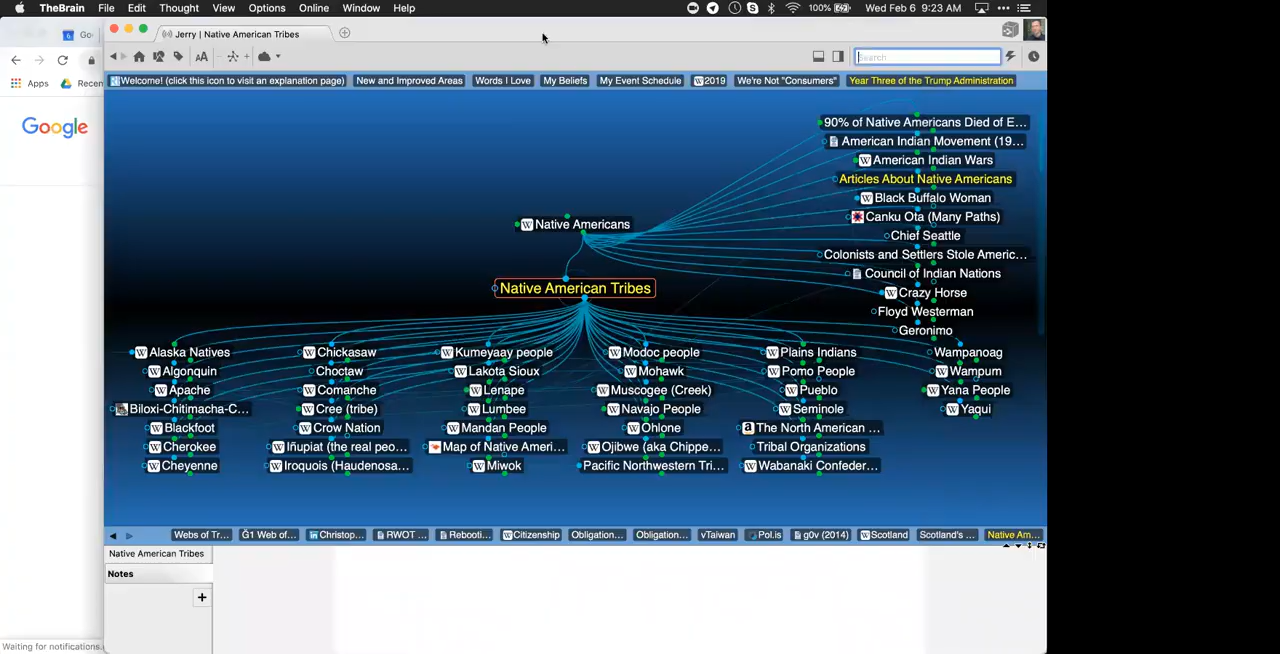 TheBrain File Edit Thought View Options Online Window Help 100% Wed Feb 6 9:23 AM
Jerry | Native American Tribes
Search
Welcome! (click this icon to visit an explanation page) New and Improved Areas Words I Love My Beliefs My Event Schedule 2019 We're Not "Consumers" Year Three of the Trump Administration
Apps
Google
90% of Native Americans Died of E...
American Indian Movement (19...
American Indian Wars
Articles About Native Americans
Black Buffalo Woman
Canku Ota (Many Paths)
Chief Seattle
Colonists and Settlers Stole Americ...
Council of Indian Nations
Crazy Horse
Floyd Westerman
Geronimo
Native Americans
Native American Tribes
Alaska Natives
Algonquin
Apache
Biloxi-Chitimacha-C...
Blackfoot
Cherokee
Cheyenne
Chickasaw
Choctaw
Comanche
Cree (tribe)
Crow Nation
Iñupiat (the real peo...
Iroquois (Haudenosa...
Kumeyaay people
Lakota Sioux
Lenape
Lumbee
Mandan People
Map of Native Ameri...
Miwok
Modoc people
Mohawk
Muscogee (Creek)
Navajo People
Ohlone
Ojibwe (aka Chippe...
Pacific Northwestern Tri...
Plains Indians
Pomo People
Pueblo
Seminole
The North American ...
Tribal Organizations
Wabanaki Confeder...
Wampanoag
Wampum
Yana People
Yaqui
Webs of Tr... Ğ1 Web of... Christop... RWOT ... Rebooti... Citizenship Obligation... Obligation... vTaiwan Pol.is g0v (2014) Scotland Scotland's ... Native Am...
Native American Tribes
Notes
+
Waiting for notifications.